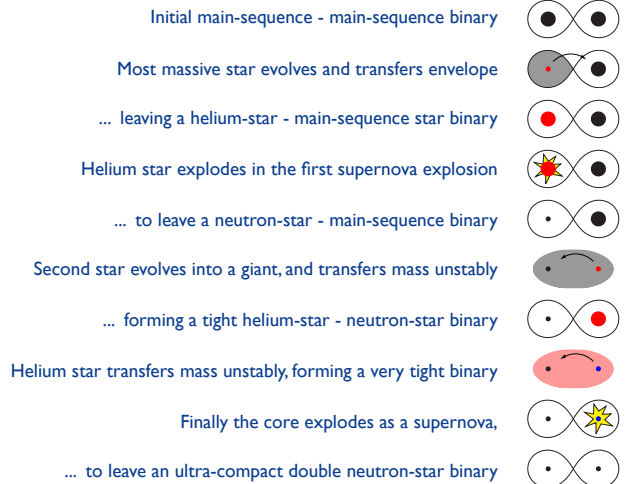 Initial main-sequence - main-sequence binary
Most massive star evolves and transfers envelope
... leaving a helium-star - main-sequence star binary
Helium star explodes in the first supernova explosion
... to leave a neutron-star - main-sequence binary
Second star evolves into a giant, and transfers mass unstably
... forming a tight helium-star - neutron-star binary
Helium star transfers mass unstably, forming a very tight binary
Finally the core explodes as a supernova,
... to leave an ultra-compact double neutron-star binary